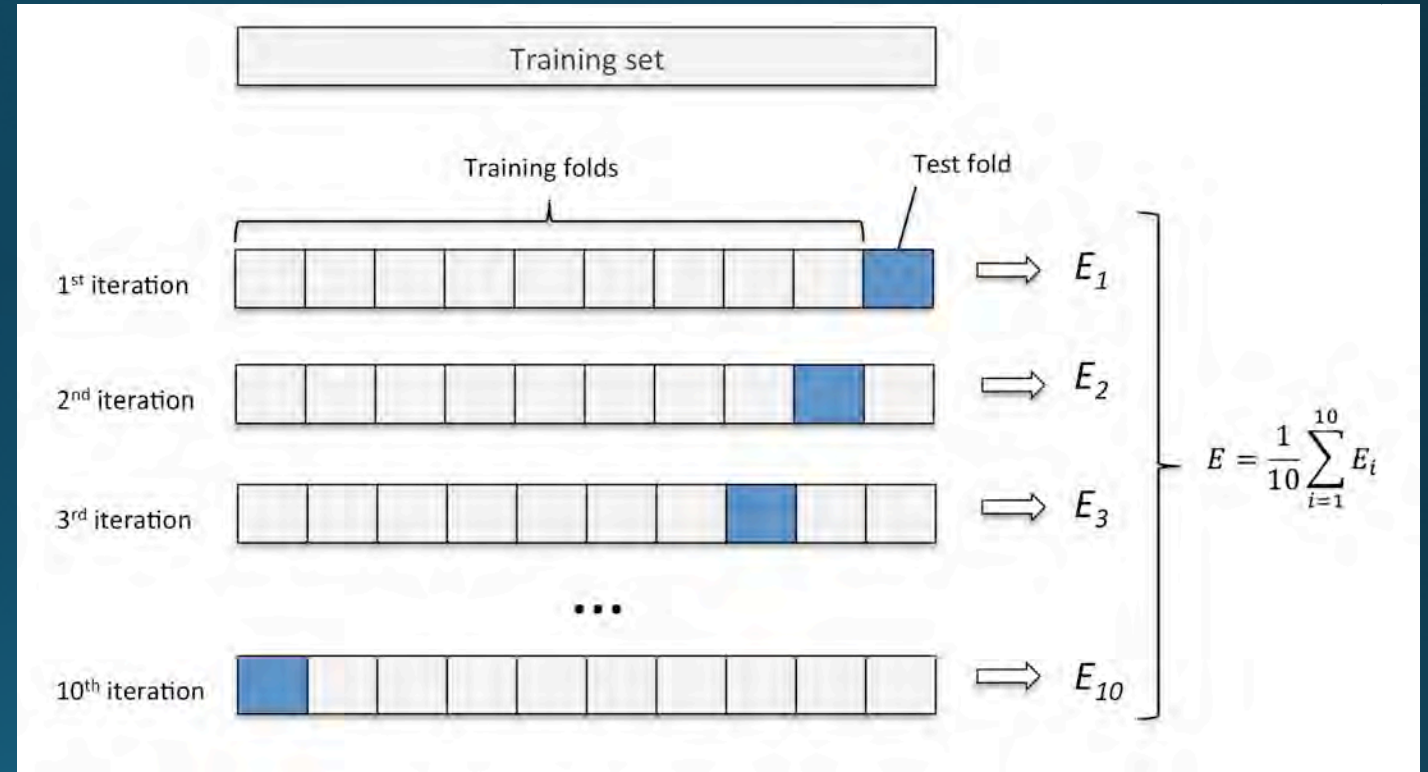 Training set
Training folds
Test fold
1st iteration
E1
2nd iteration
E2
3rd iteration
E3
...
10th iteration
E10
E = 1/10 ∑_{i=1}^{10} E_i